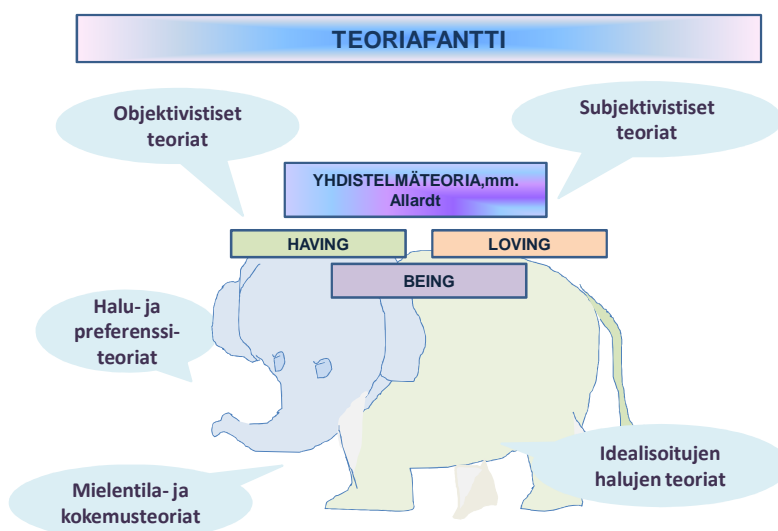 TEORIAFANTTI
Objektivistiset
teoriat
Subjektivistiset
teoriat
YHDISTELMÄTEORIA,mm.
Allardt
HAVING
LOVING
BEING
Halu- ja
preferenssi-
teoriat
Idealisoitujen
halujen teoriat
Mielentila- ja
kokemusteoriat